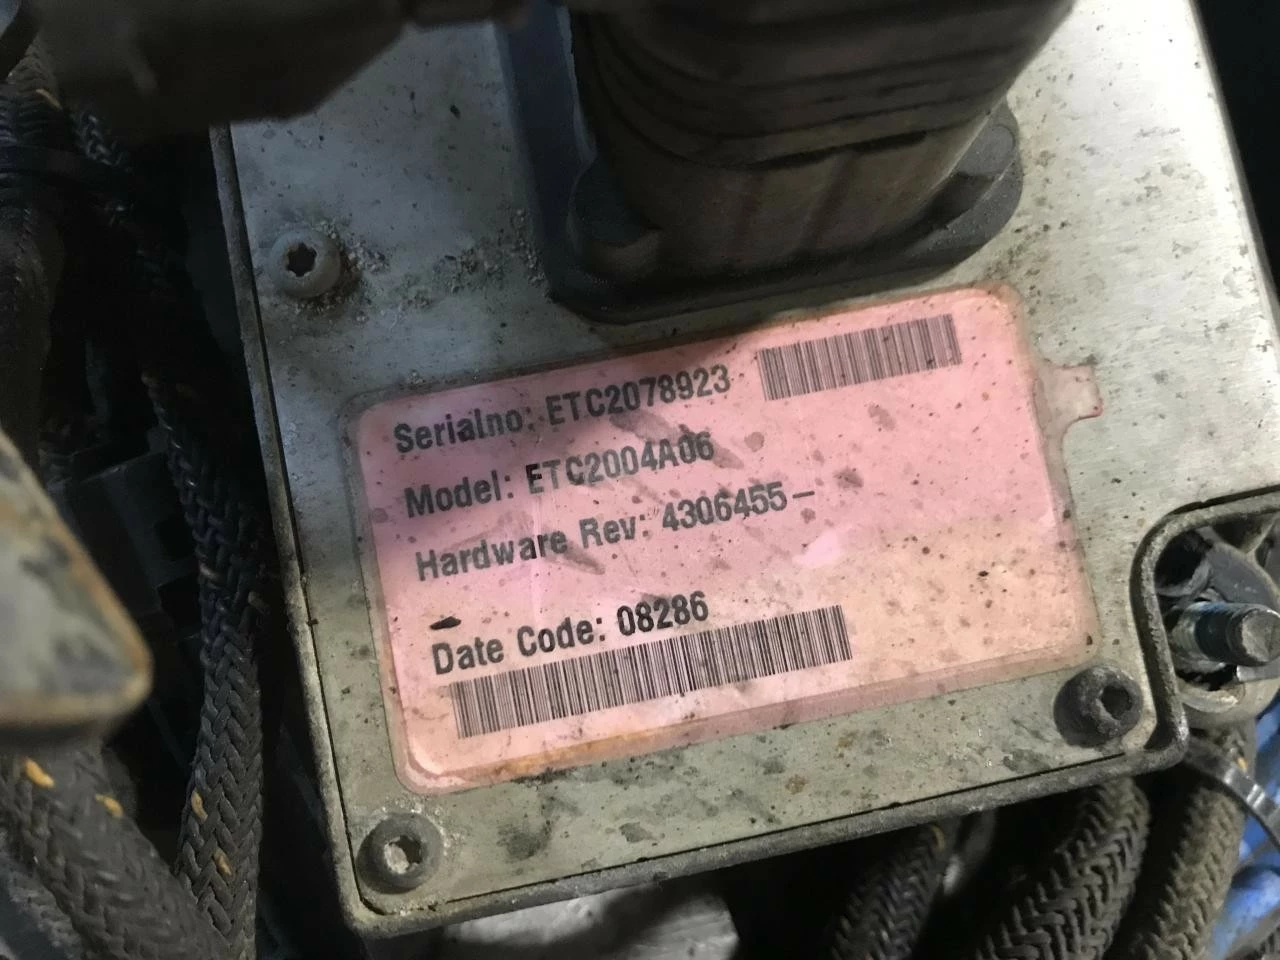 Serialno: ETC2078923
Model: ETC2004A06
Hardware Rev: 4306455-
Date Code: 08286